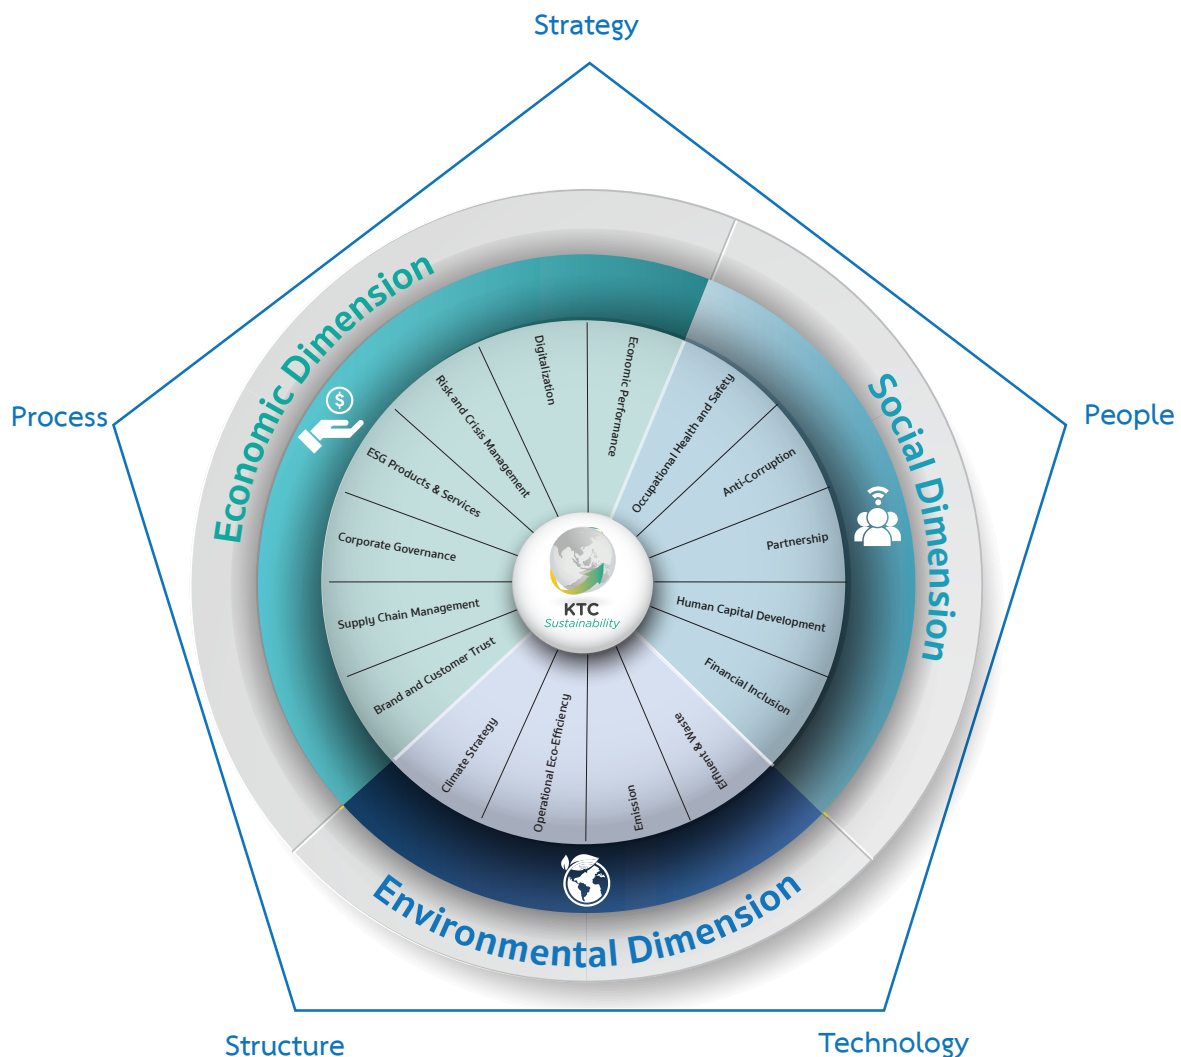 Strategy
People
Technology
Structure
Process
Economic Dimension
Social Dimension
Environmental Dimension
Economic Performance
Occupational Health and Safety
Anti-Corruption
Partnership
Human Capital Development
Financial Inclusion
Effluent & Waste
Emission
Operational Eco-Efficiency
Climate Strategy
Brand and Customer Trust
Supply Chain Management
Corporate Governance
ESG Products & Services
Risk and Crisis Management
Digitalization
$
KTC
Sustainability